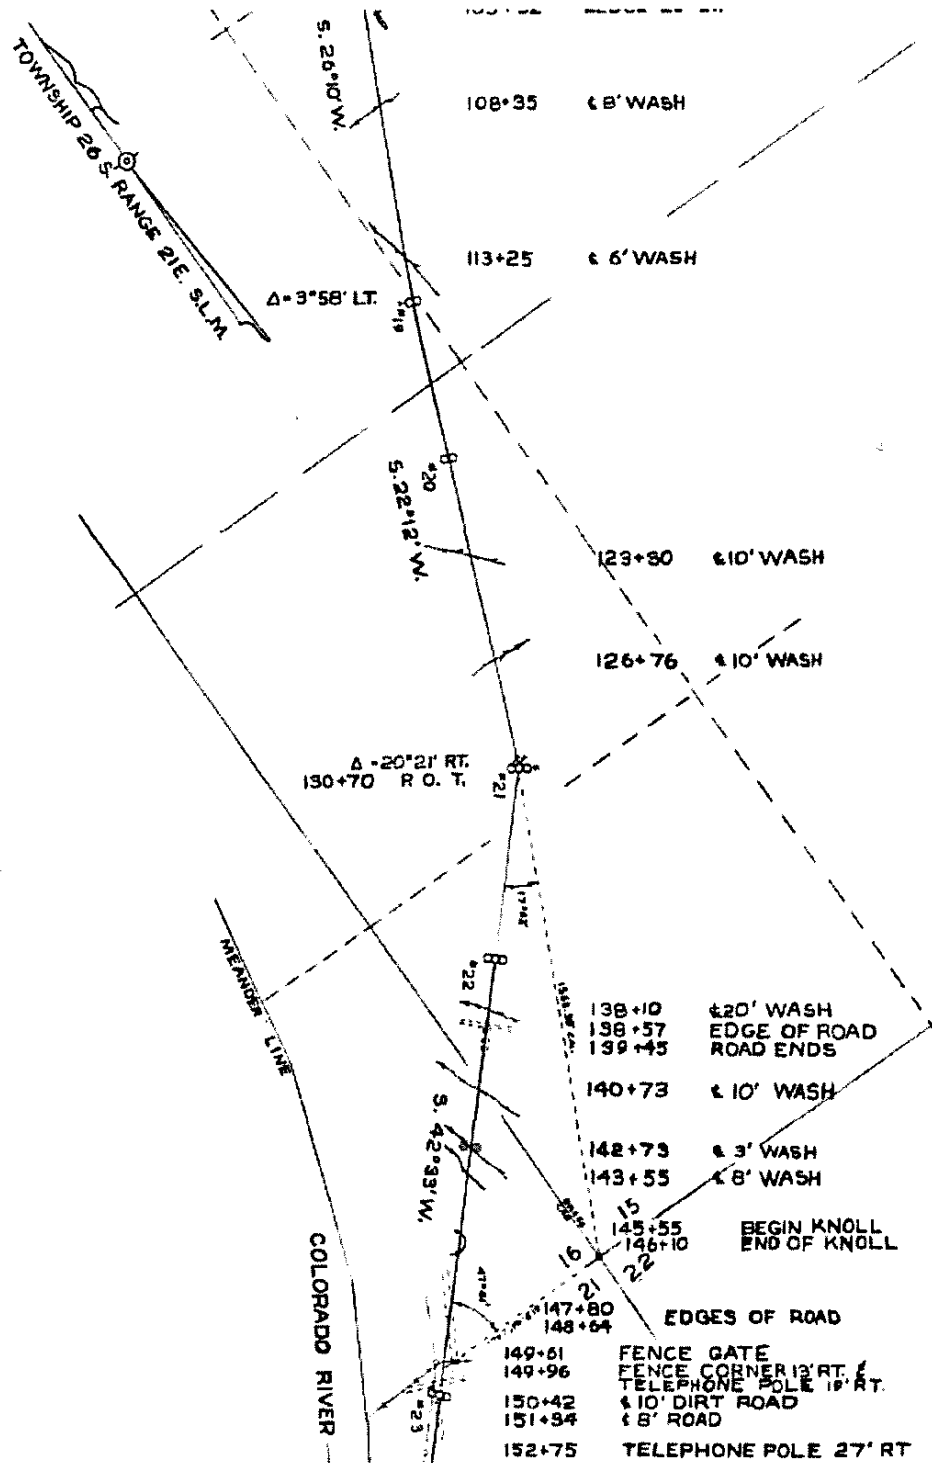 S. 26°10' W.
TOWNSHIP 26 S. RANGE 21E. S.L.M.
108+35 ℄ 8' WASH
113+25 ℄ 6' WASH
Δ=3°58' LT.
#19
#20
S. 22°12' W.
123+80 ℄ 10' WASH
126+76 ℄ 10' WASH
Δ=20°21' RT.
130+70 P.O.T.
#21
#22
MEANDER LINE
138+10 ℄ 20' WASH
138+57 EDGE OF ROAD
139+45 ROAD ENDS
140+73 ℄ 10' WASH
S. 42°33' W.
142+73 ℄ 3' WASH
143+55 ℄ 8' WASH
15
145+55 BEGIN KNOLL
146+10 END OF KNOLL
16
22
21
COLORADO RIVER
147+80
148+64 EDGES OF ROAD
149+61 FENCE GATE
149+96 FENCE CORNER 13' RT. &
TELEPHONE POLE 19' RT.
150+42 ℄ 10' DIRT ROAD
151+94 ℄ 8' ROAD
#23
152+75 TELEPHONE POLE 27' RT